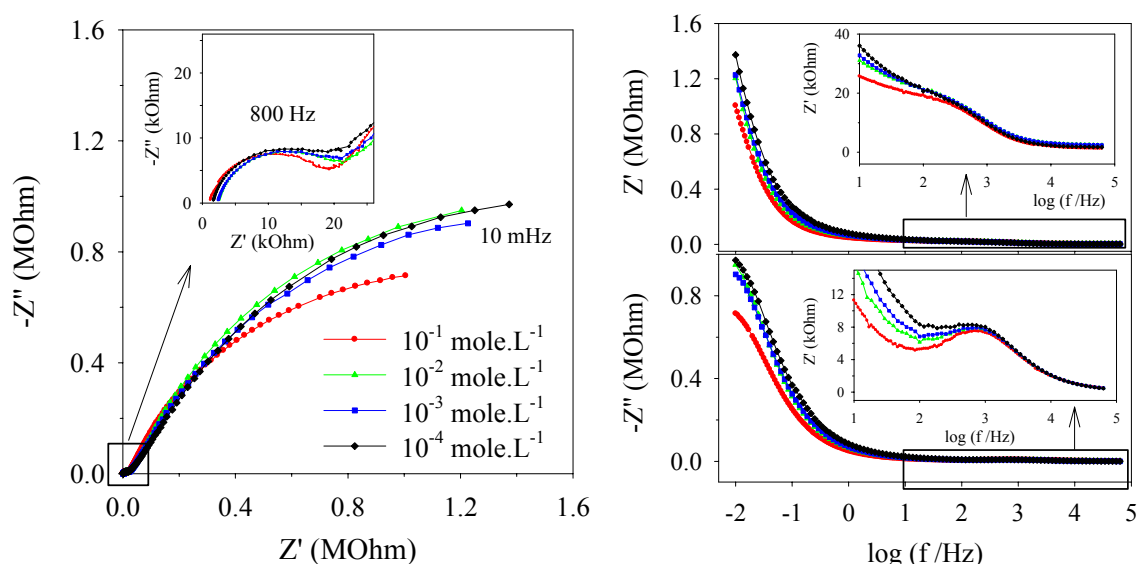 1.6
1.2
0.8
0.4
0.0
-Z'' (MOhm)
0.0 0.4 0.8 1.2 1.6
Z' (MOhm)
20
10
0
-Z'' (kOhm)
0 10 20
Z' (kOhm)
800 Hz
10 mHz
10-1 mole.L-1
10-2 mole.L-1
10-3 mole.L-1
10-4 mole.L-1
1.6
1.2
0.8
0.4
0.0
Z' (MOhm)
40
20
0
Z' (kOhm)
1 2 3 4 5
log (f /Hz)
0.8
0.4
0.0
-Z'' (MOhm)
12
8
4
0
Z' (kOhm)
1 2 3 4 5
log (f /Hz)
-2 -1 0 1 2 3 4 5
log (f /Hz)